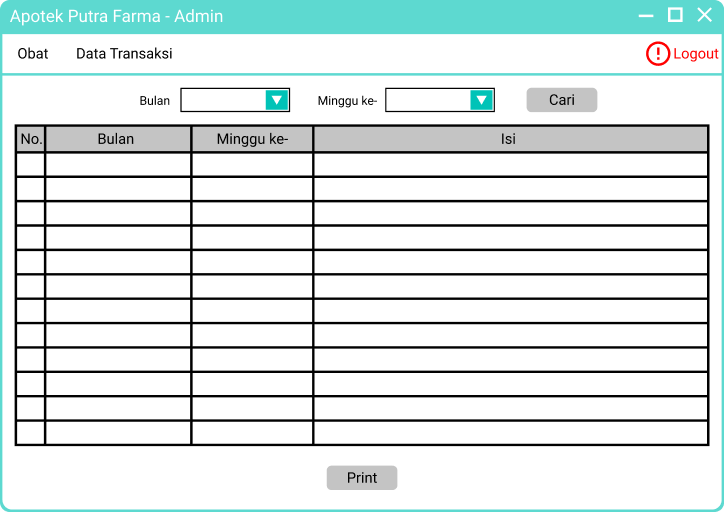 Apotek Putra Farma - Admin
Obat Data Transaksi Logout
Bulan Minggu ke- Cari
No. Bulan Minggu ke- Isi
Print